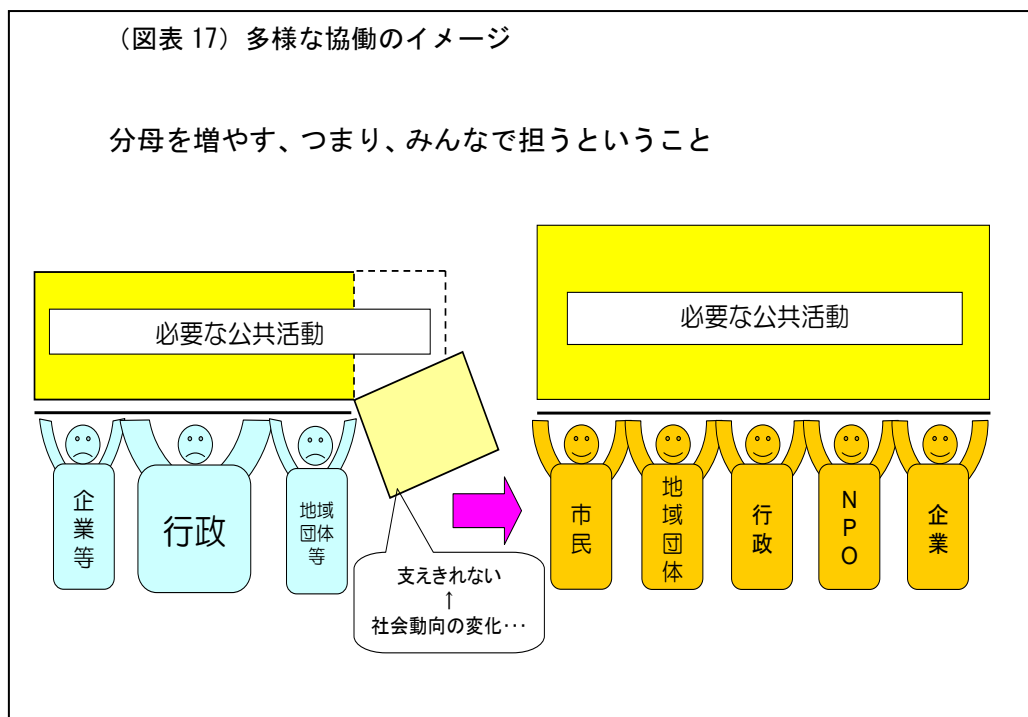 （図表 17）多様な協働のイメージ
分母を増やす、つまり、みんなで担うということ
必要な公共活動
企業等
行政
地域
団体
等
支えきれない
↑
社会動向の変化･･･
必要な公共活動
市民
地域団体
行政
NPO
企業